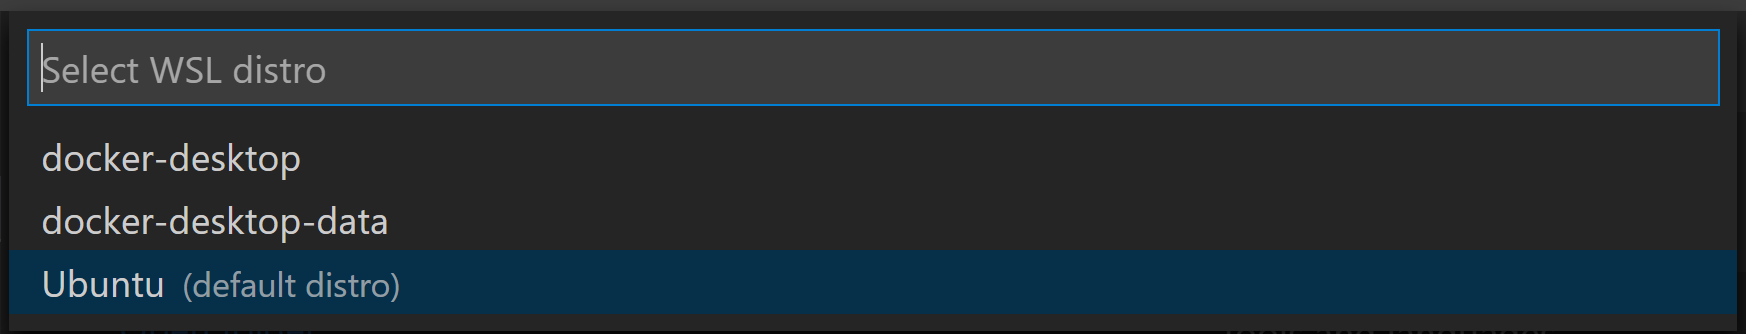 Select WSL distro
docker-desktop
docker-desktop-data
Ubuntu (default distro)